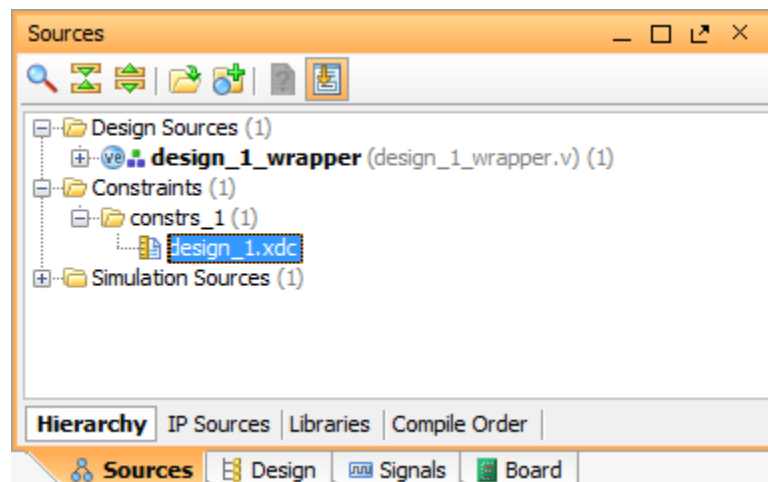 Sources
Design Sources (1)
design_1_wrapper (design_1_wrapper.v) (1)
Constraints (1)
constrs_1 (1)
design_1.xdc
Simulation Sources (1)
Hierarchy IP Sources Libraries Compile Order
Sources Design Signals Board